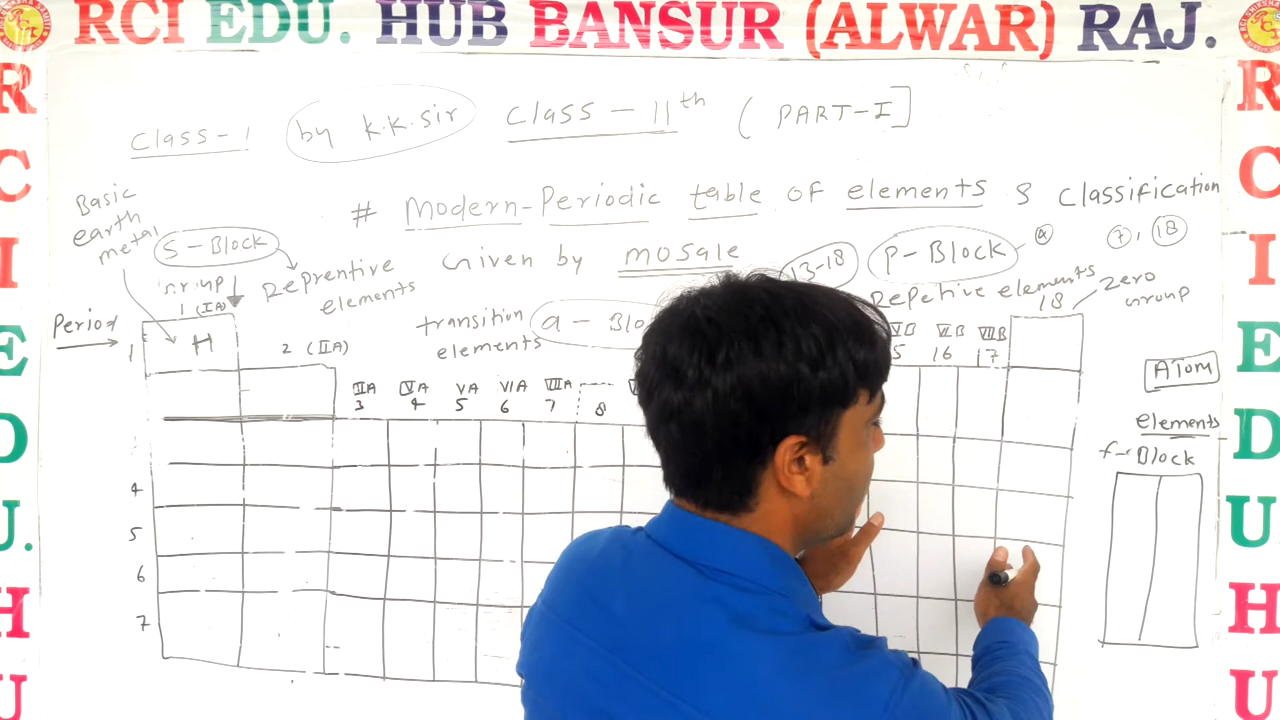 RCI EDU. HUB BANSUR (ALWAR) RAJ.
R
C
I
E
D
U.
H
U
R
C
I
E
D
U
H
U
Class-1 by K.K.Sir Class-11th (PART-I]
# Modern-Periodic table of elements & Classification
Given by mosale
Basic
earth
metal
S-Block
Reprentive
elements
1 (IA)
Period
1
H
2 (IIA)
transition
elements
13-18
P-Block
7, 18
Repetive elements
18
Zero
Group
IIIA
3
IVA
4
VA
5
VIA
6
VIIA
7
8
VB
5
VIB
16
VIIB
17
4
5
6
7
ATOM
elements
f-Block